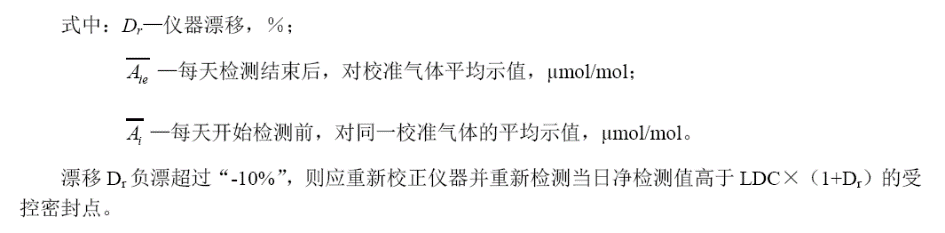 式中：Dr—仪器漂移，％；
Aie —每天检测结束后，对校准气体平均示值，μmol/mol；
Ai —每天开始检测前，对同一校准气体的平均示值，μmol/mol。
漂移 Dr 负漂超过“-10%”，则应重新校正仪器并重新检测当日净检测值高于 LDC×（1+Dr）的受
控密封点。